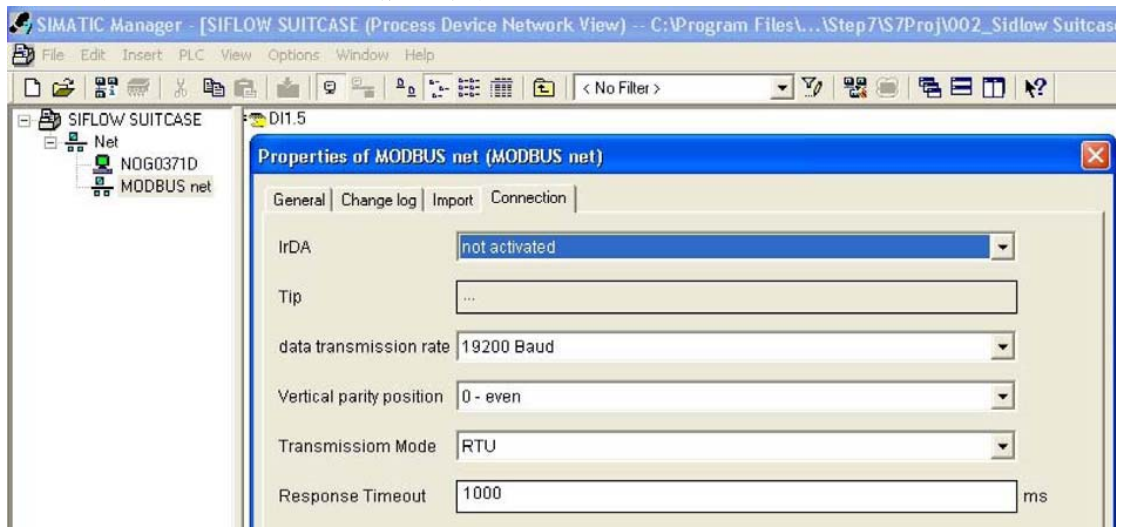 SIMATIC Manager - [SIFLOW SUITCASE (Process Device Network View) -- C:\Program Files\...\Step7\S7Proj\002_Sidlow Suitcase
File Edit Insert PLC View Options Window Help
< No Filter >
SIFLOW SUITCASE
Net
NOG0371D
MODBUS net
DI1.5
Properties of MODBUS net (MODBUS net)
General Change log Import Connection
IrDA not activated
Tip ...
data transmission rate 19200 Baud
Vertical parity position 0 - even
Transmissiom Mode RTU
Response Timeout 1000 ms